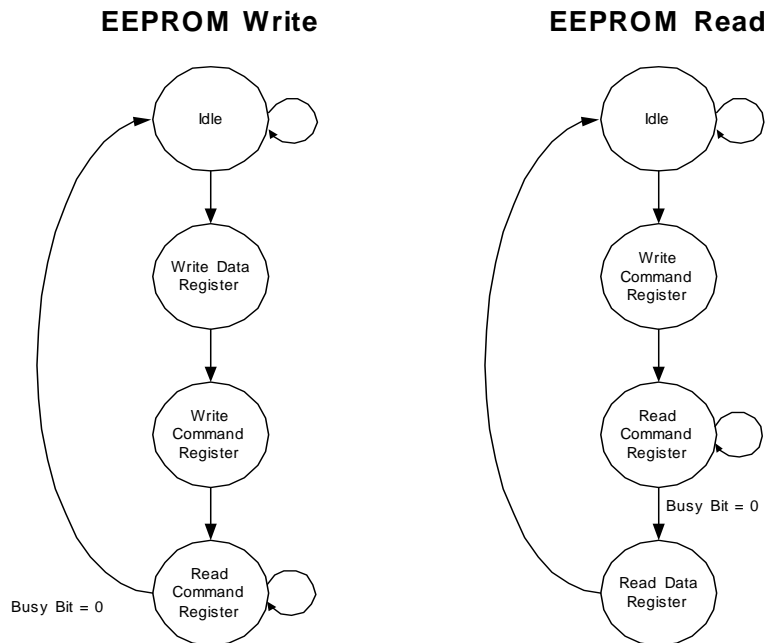 EEPROM Write
Idle
Write Data
Register
Write
Command
Register
Read
Command
Register
Busy Bit = 0
EEPROM Read
Idle
Write
Command
Register
Read
Command
Register
Busy Bit = 0
Read Data
Register